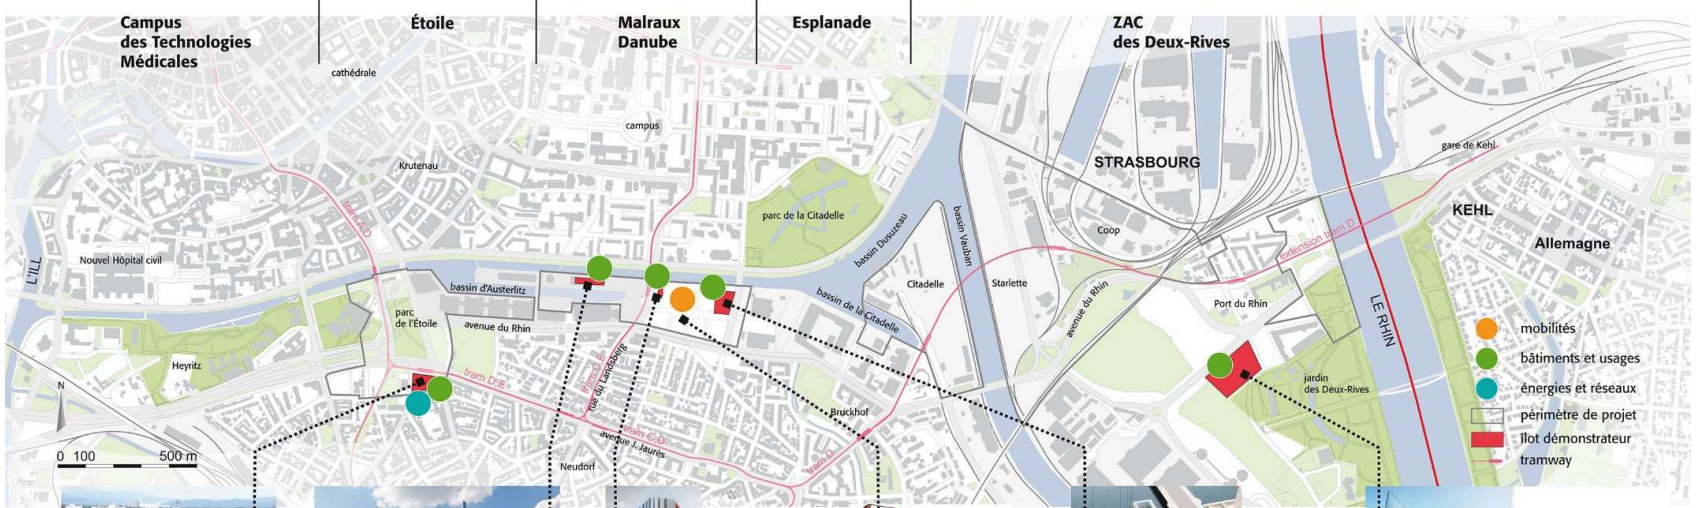 Campus
des Technologies
Médicales
Étoile
Malraux
Danube
Esplanade
ZAC
des Deux-Rives
cathédrale
campus
Krutenau
STRASBOURG
gare de Kehl
KEHL
Allemagne
parc de la Citadelle
bassin Dusuzeau
bassin Vauban
Coop
tram A D
extension tram D
L'ILL
Nouvel Hôpital civil
bassin d'Austerlitz
bassin de la Citadelle
Citadelle
Starlette
avenue du Rhin
Port du Rhin
LE RHIN
parc
de l'Étoile
avenue du Rhin
Heyritz
tram D E
tram D E
rue du Landsberg
jardin
des Deux-Rives
Bruckhof
tram C D
avenue J. Jaurès
tram D
Neudorf
N
0 100 500 m
mobilités
bâtiments et usages
énergies et réseaux
périmètre de projet
îlot démonstrateur
tramway